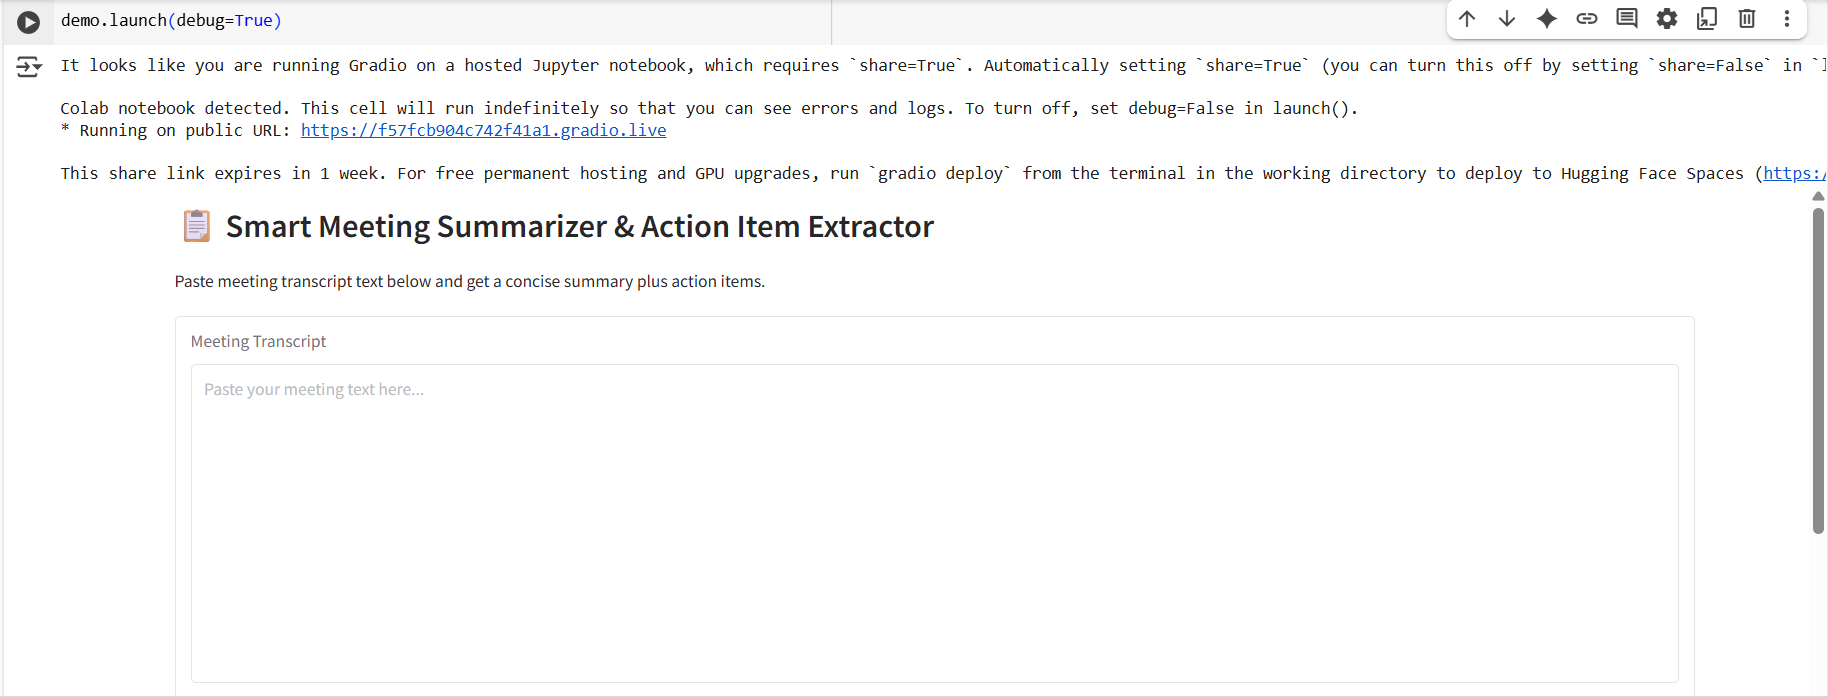 demo.launch(debug=True)
It looks like you are running Gradio on a hosted Jupyter notebook, which requires `share=True`. Automatically setting `share=True` (you can turn this off by setting `share=False` in `l
Colab notebook detected. This cell will run indefinitely so that you can see errors and logs. To turn off, set debug=False in launch().
* Running on public URL: https://f57fcb904c742f41a1.gradio.live
This share link expires in 1 week. For free permanent hosting and GPU upgrades, run `gradio deploy` from the terminal in the working directory to deploy to Hugging Face Spaces (https:/
Smart Meeting Summarizer & Action Item Extractor
Paste meeting transcript text below and get a concise summary plus action items.
Meeting Transcript
Paste your meeting text here...